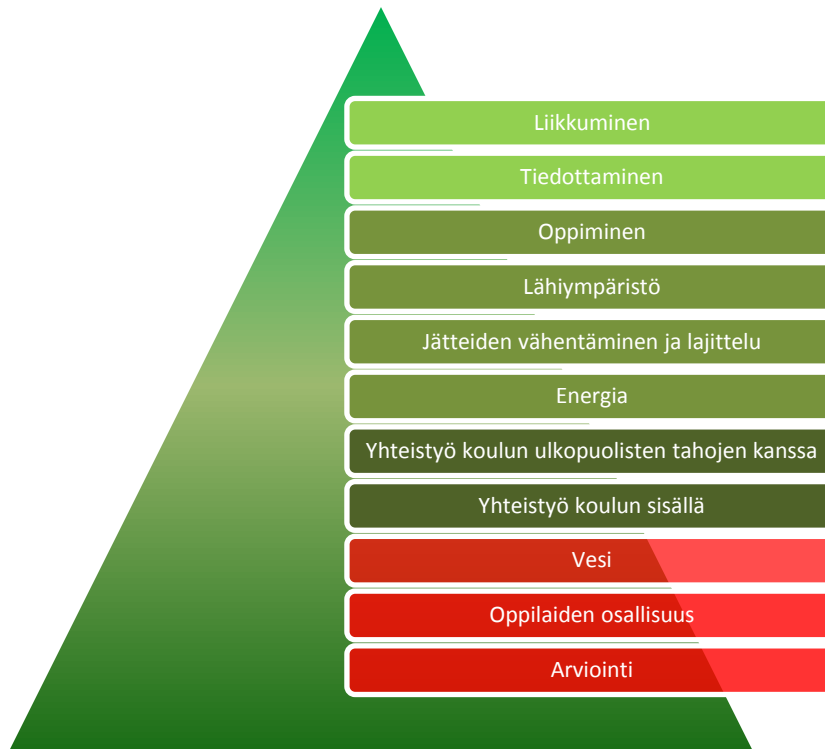 Liikkuminen
Tiedottaminen
Oppiminen
Lähiympäristö
Jätteiden vähentäminen ja lajittelu
Energia
Yhteistyö koulun ulkopuolisten tahojen kanssa
Yhteistyö koulun sisällä
Vesi
Oppilaiden osallisuus
Arviointi